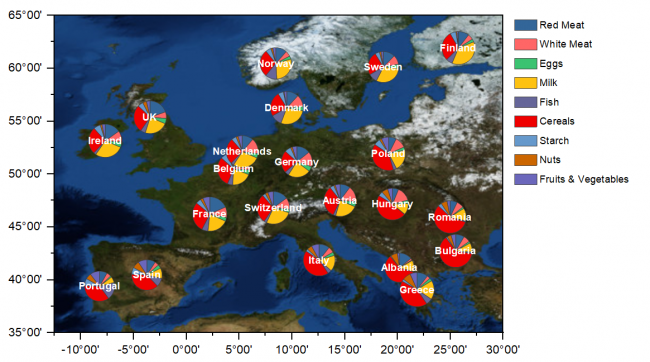 65°00'
60°00'
55°00'
50°00'
45°00'
40°00'
35°00'
-10°00'
-5°00'
0°00'
5°00'
10°00'
15°00'
20°00'
25°00'
30°00'
Finland
Norway
Sweden
Denmark
UK
Ireland
Netherlands
Poland
Germany
Belgium
Austria
Hungary
Switzerland
France
Romania
Bulgaria
Italy
Albania
Spain
Portugal
Greece
Red Meat
White Meat
Eggs
Milk
Fish
Cereals
Starch
Nuts
Fruits & Vegetables